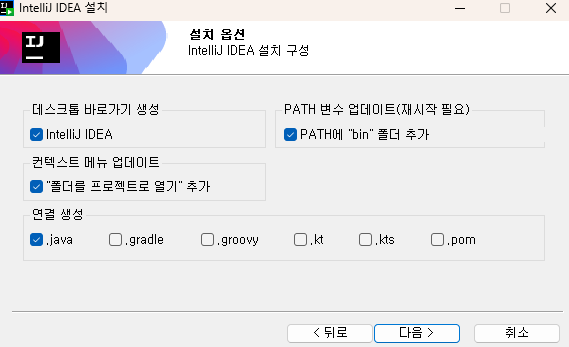 IntelliJ IDEA 설치
IJ
설치 옵션
IntelliJ IDEA 설치 구성
데스크톱 바로가기 생성
IntelliJ IDEA
PATH 변수 업데이트(재시작 필요)
PATH에 "bin" 폴더 추가
컨텍스트 메뉴 업데이트
"폴더를 프로젝트로 열기" 추가
연결 생성
.java .gradle .groovy .kt .kts .pom
< 뒤로 다음 > 취소